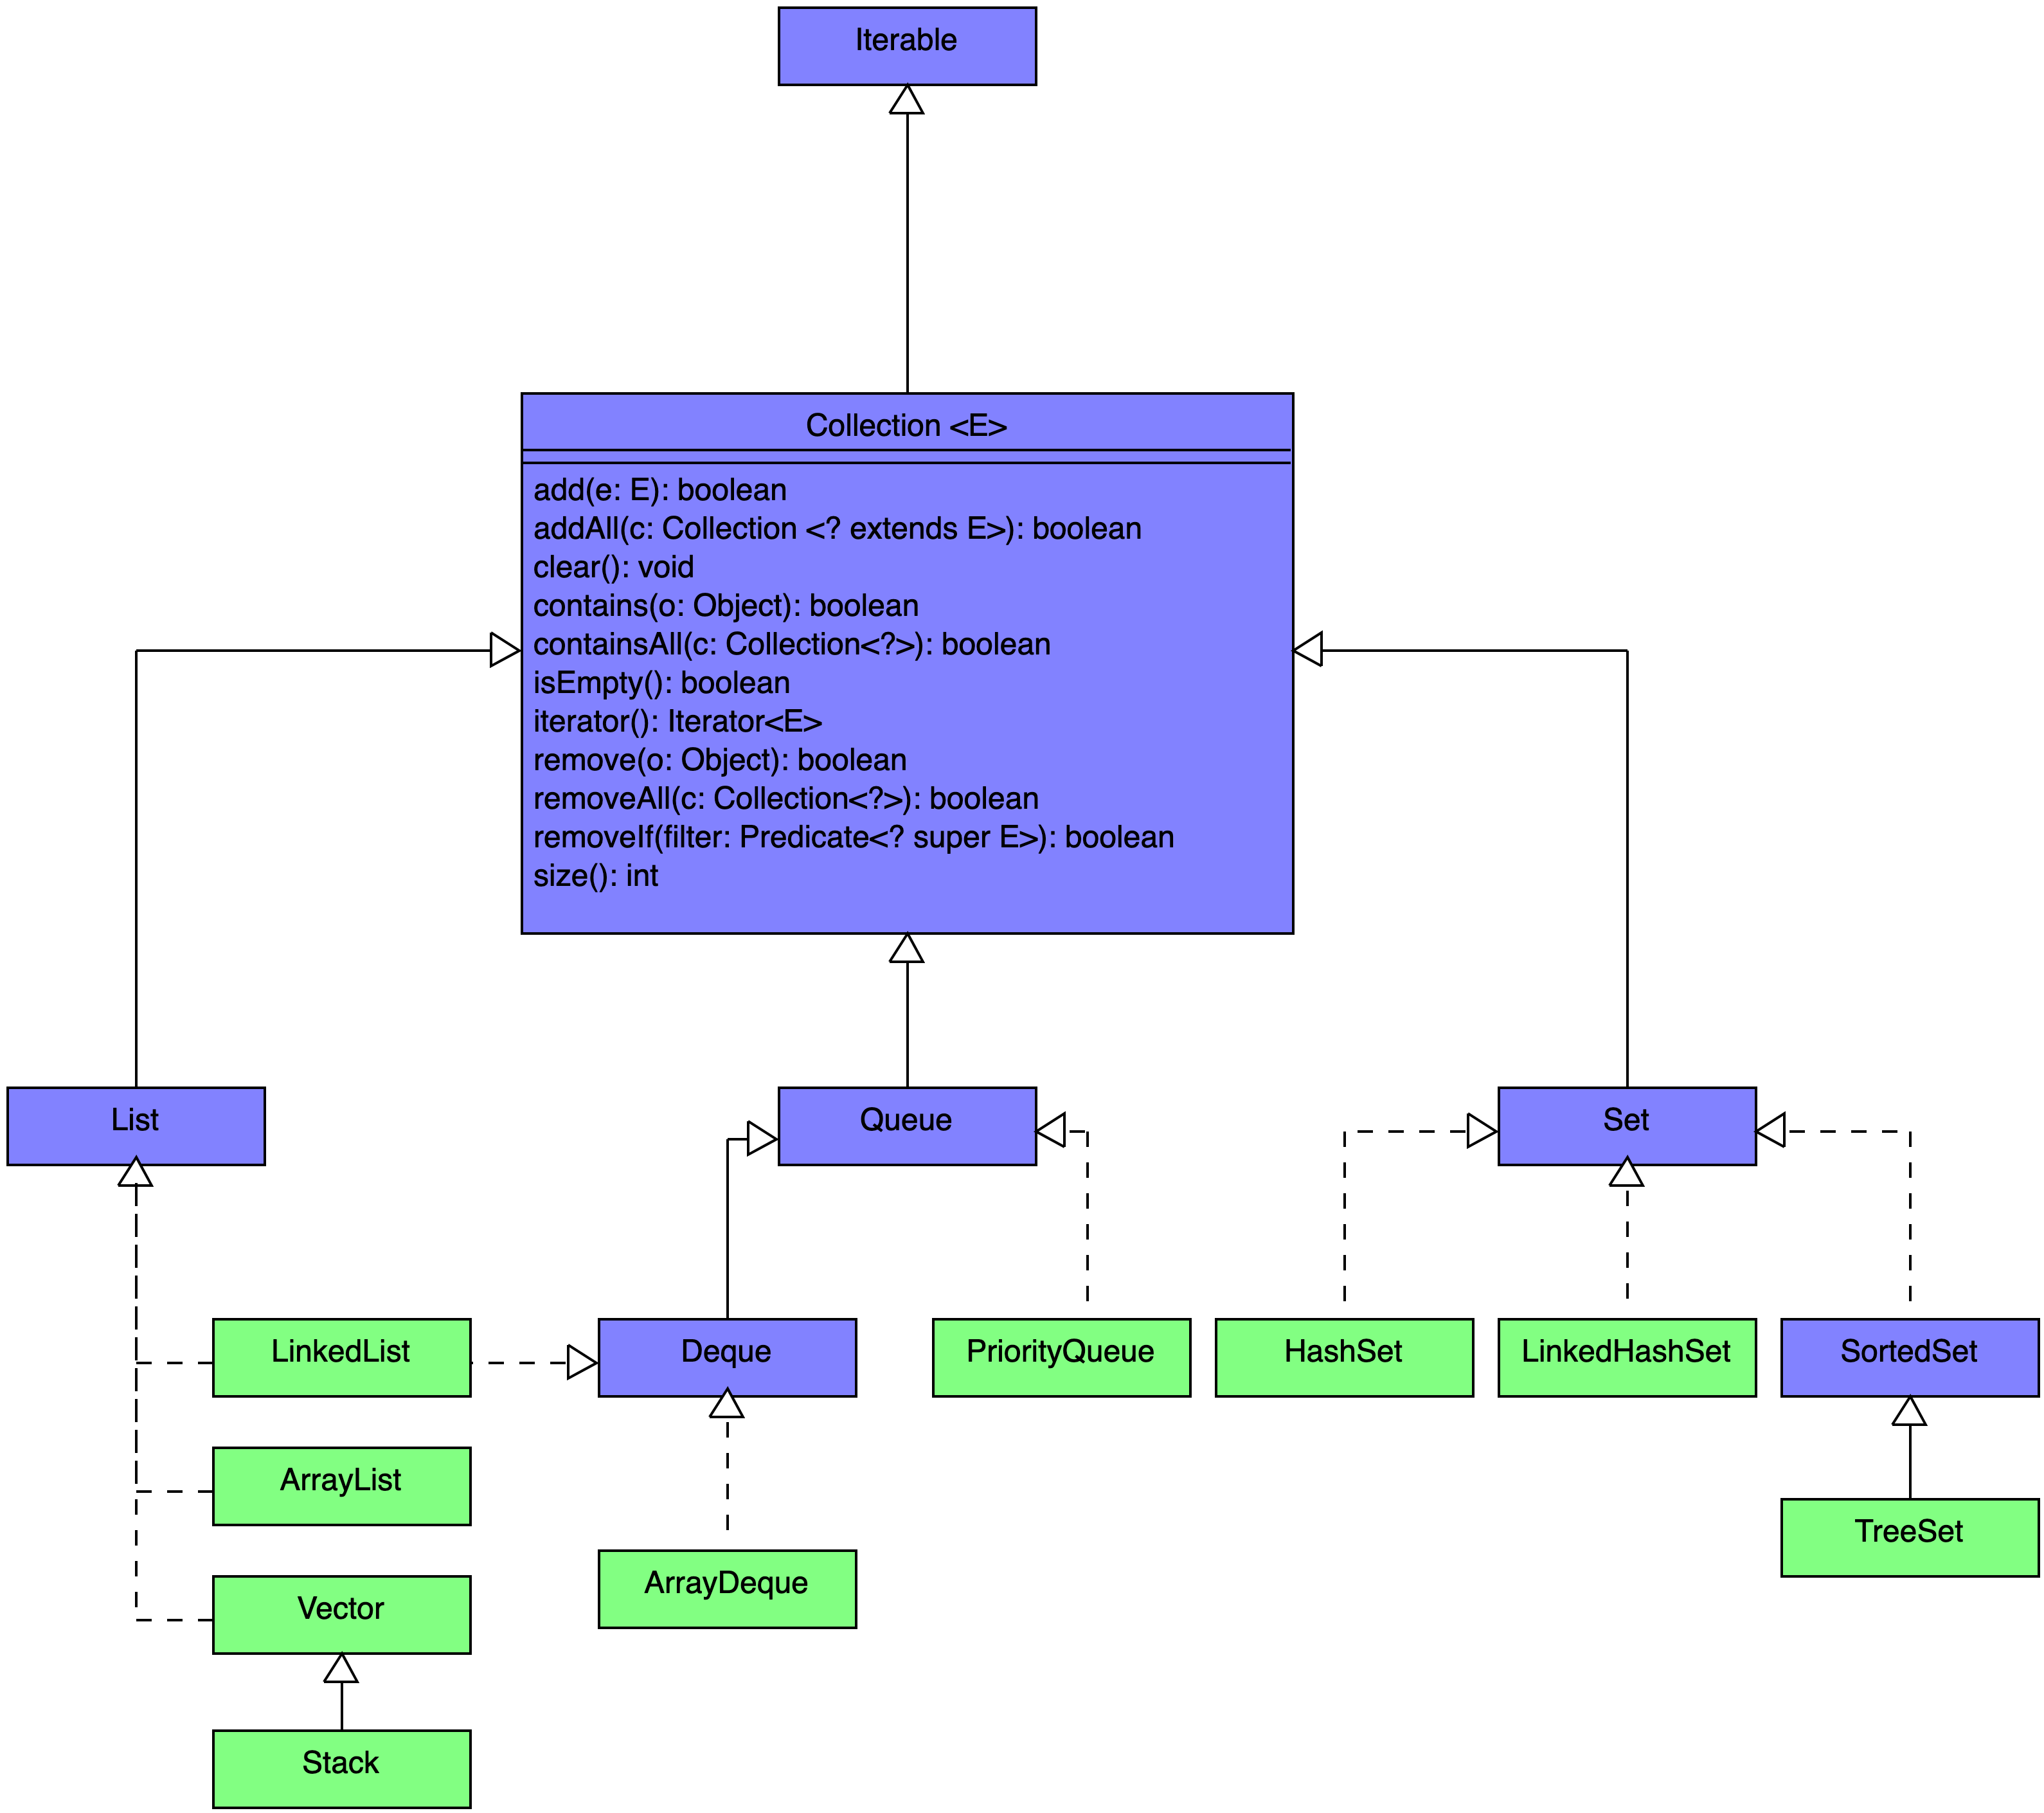 Iterable
Collection <E>
add(e: E): boolean
addAll(c: Collection <? extends E>): boolean
clear(): void
contains(o: Object): boolean
containsAll(c: Collection<?>): boolean
isEmpty(): boolean
iterator(): Iterator<E>
remove(o: Object): boolean
removeAll(c: Collection<?>): boolean
removeIf(filter: Predicate<? super E>): boolean
size(): int
List
Queue
Set
LinkedList
Deque
PriorityQueue
HashSet
LinkedHashSet
SortedSet
ArrayList
TreeSet
ArrayDeque
Vector
Stack